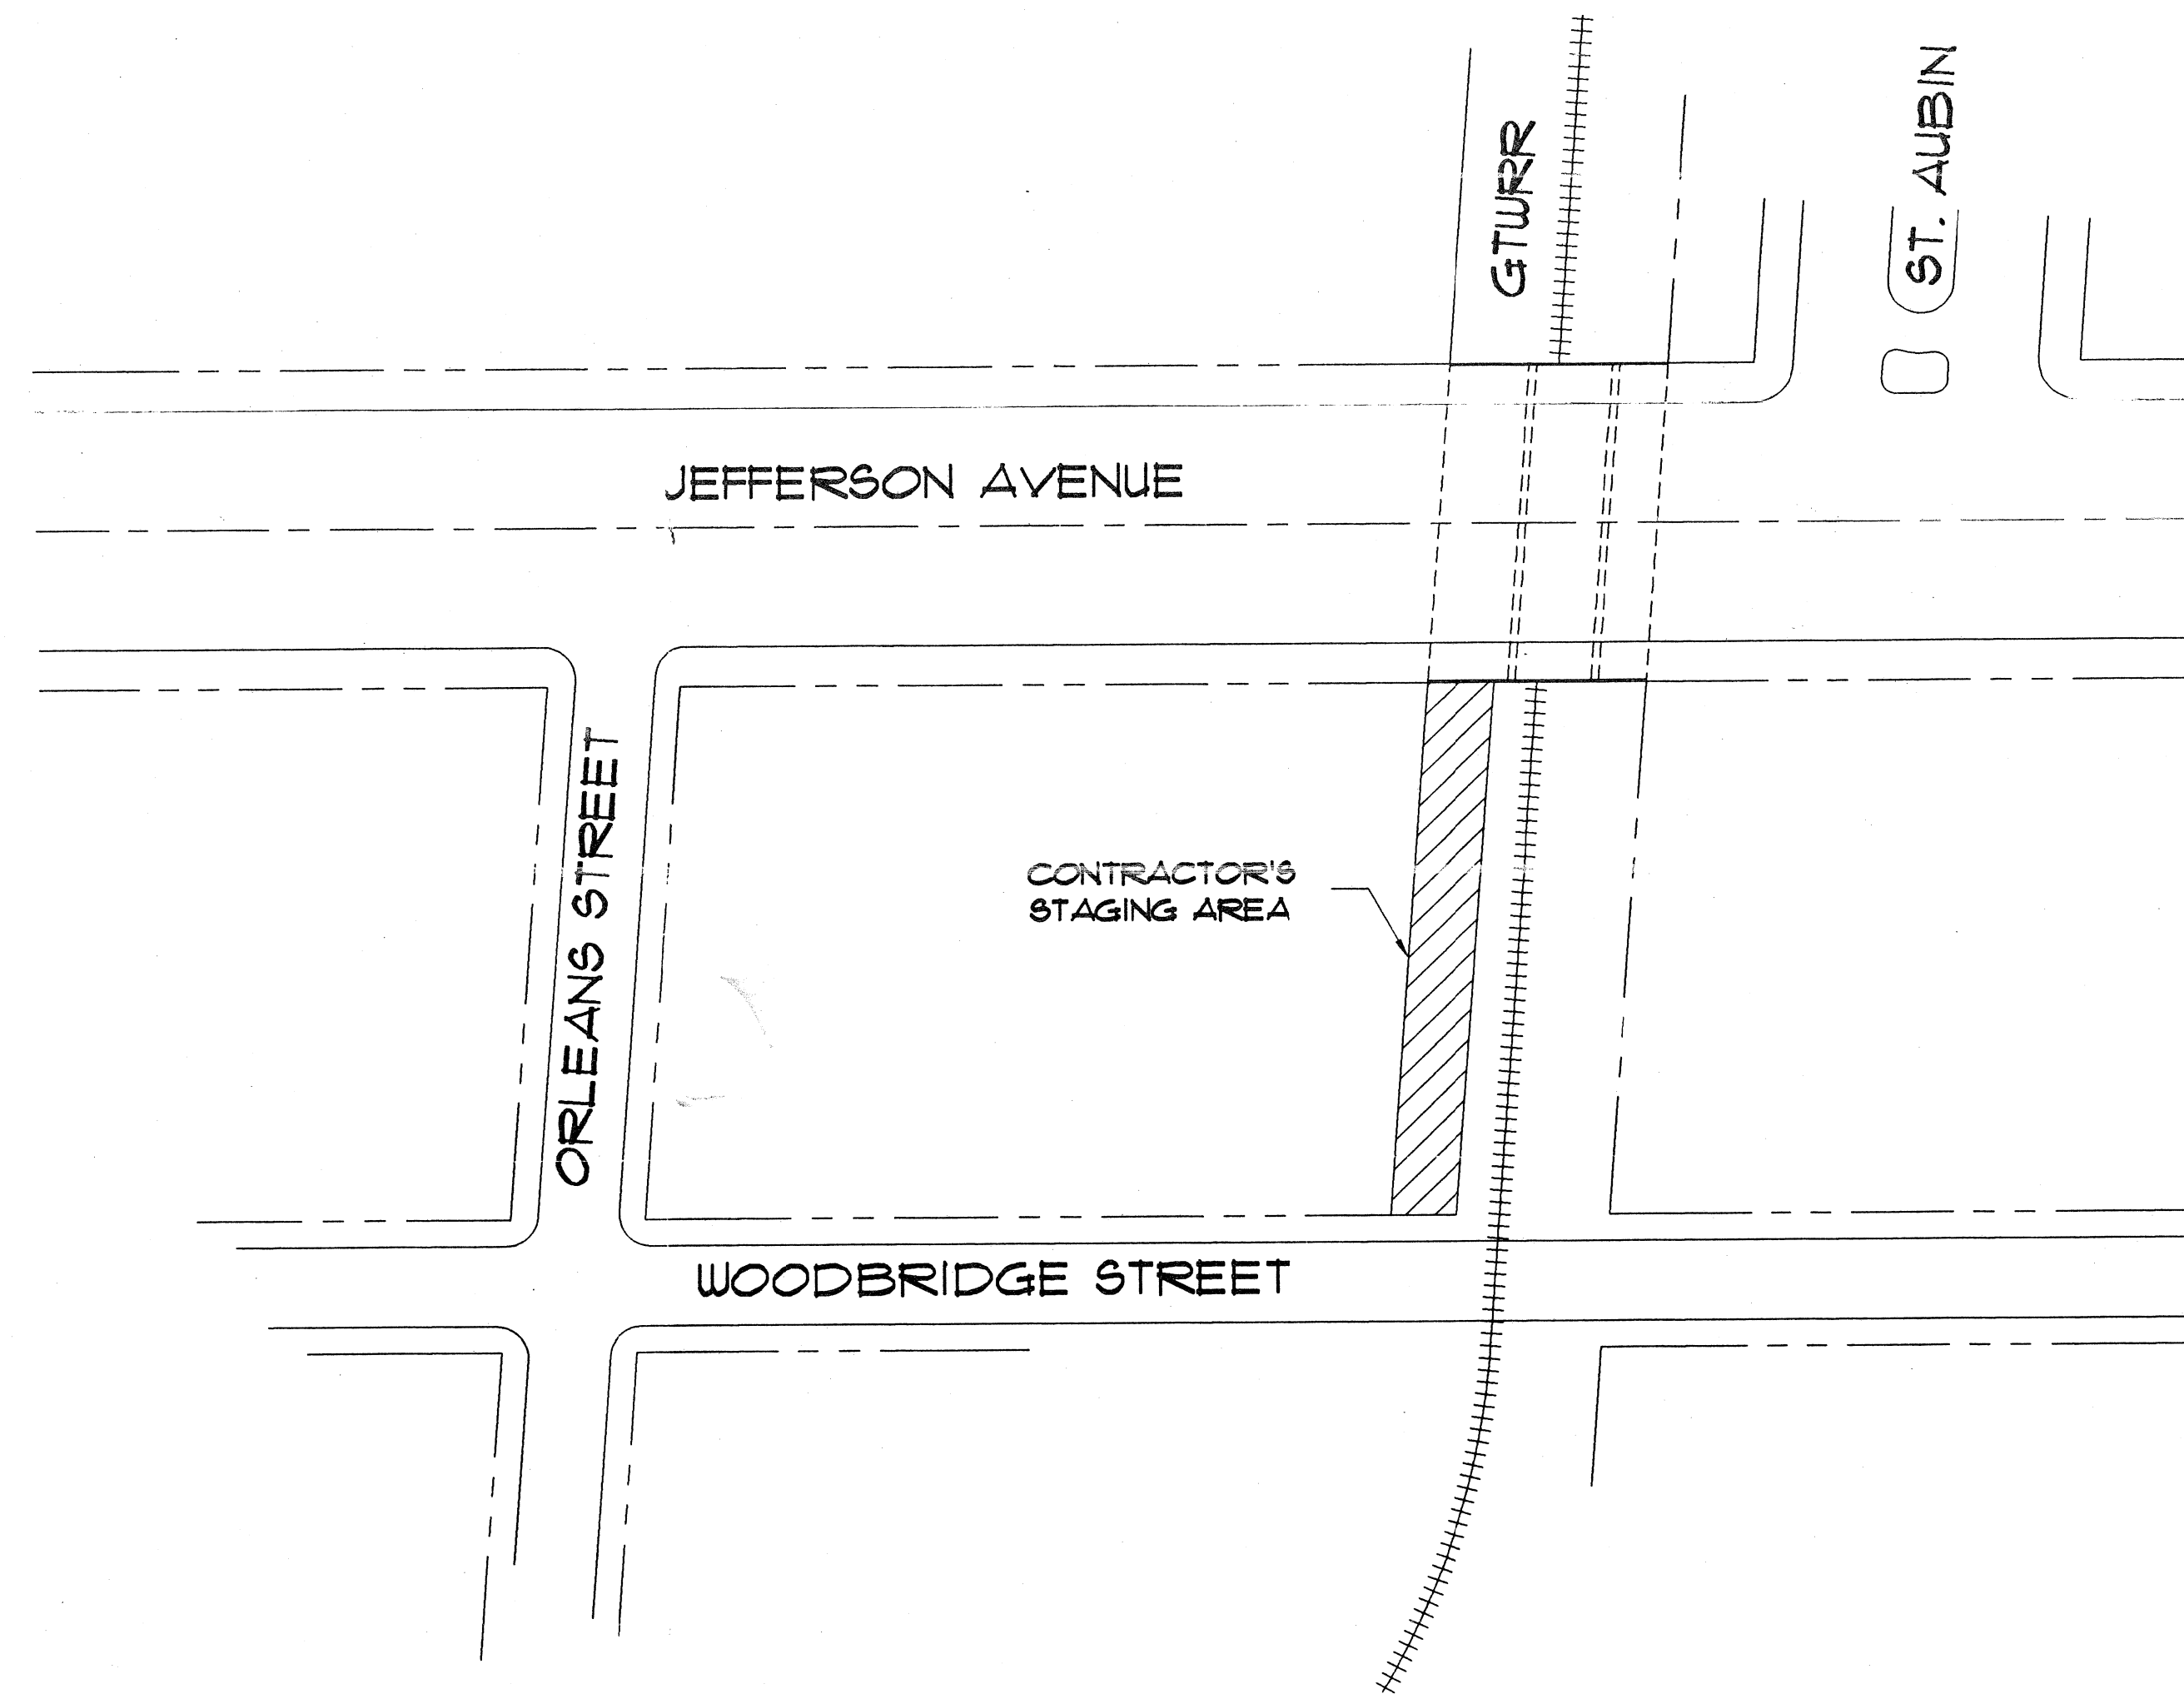 ST. AUBIN
GTWRR
JEFFERSON AVENUE
ORLEANS STREET
CONTRACTOR'S
STAGING AREA
WOODBRIDGE STREET